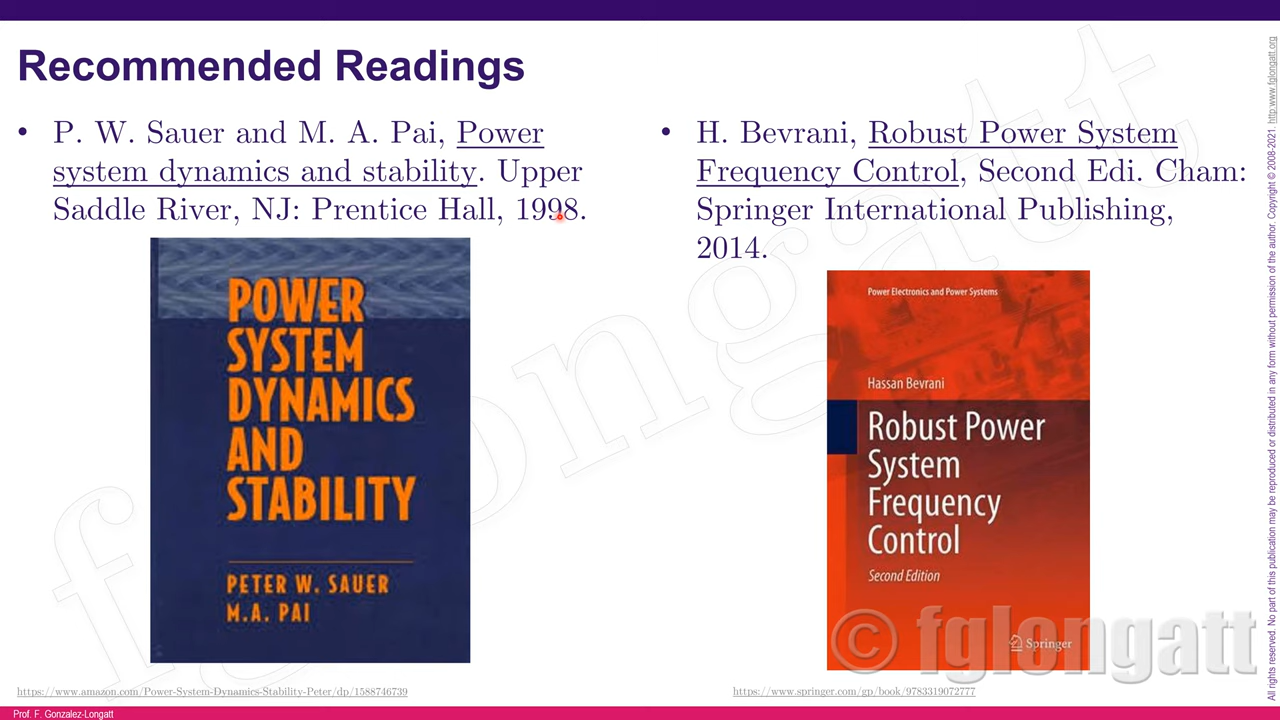 Recommended Readings
• P. W. Sauer and M. A. Pai, Power
system dynamics and stability. Upper
Saddle River, NJ: Prentice Hall, 1998.
POWER
SYSTEM
DYNAMICS
AND
STABILITY
PETER W. SAUER
M.A. PAI
https://www.amazon.com/Power-System-Dynamics-Stability-Peter/dp/1588746739
• H. Bevrani, Robust Power System
Frequency Control, Second Edi. Cham:
Springer International Publishing,
2014.
Power Electronics and Power Systems
Hassan Bevrani
Robust Power
System
Frequency
Control
Second Edition
Springer
© fglongatt
https://www.springer.com/gp/book/9783319072777
fglongatt
All rights reserved. No part of this publication may be reproduced or distributed in any form without permission of the author. Copyright © 2008-2021 http:www.fglongatt.org
Prof. F. Gonzalez-Longatt